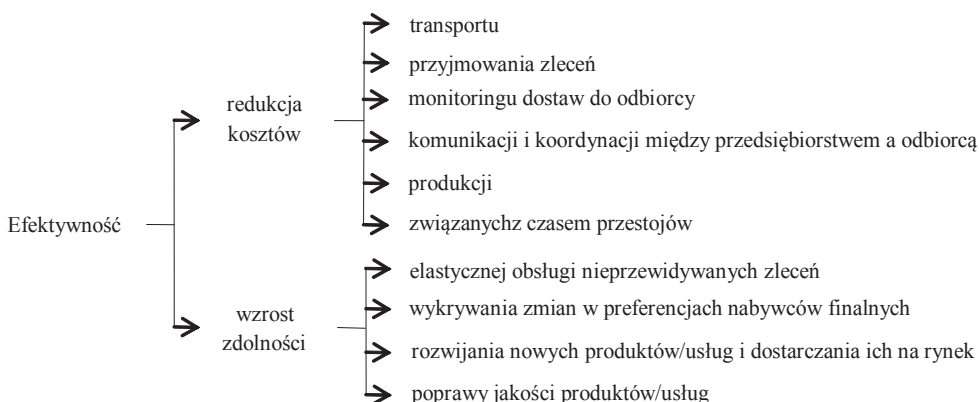 transportu
przyjmowania zleceń
redukcja
kosztów
monitoringu dostaw do odbiorcy
komunikacji i koordynacji między przedsiębiorstwem a odbiorcą
produkcji
związanychz czasem przestojów
Efektywność
elastycznej obsługi nieprzewidywanych zleceń
wzrost
zdolności
wykrywania zmian w preferencjach nabywców finalnych
rozwijania nowych produktów/usług i dostarczania ich na rynek
poprawy jakości produktów/usług